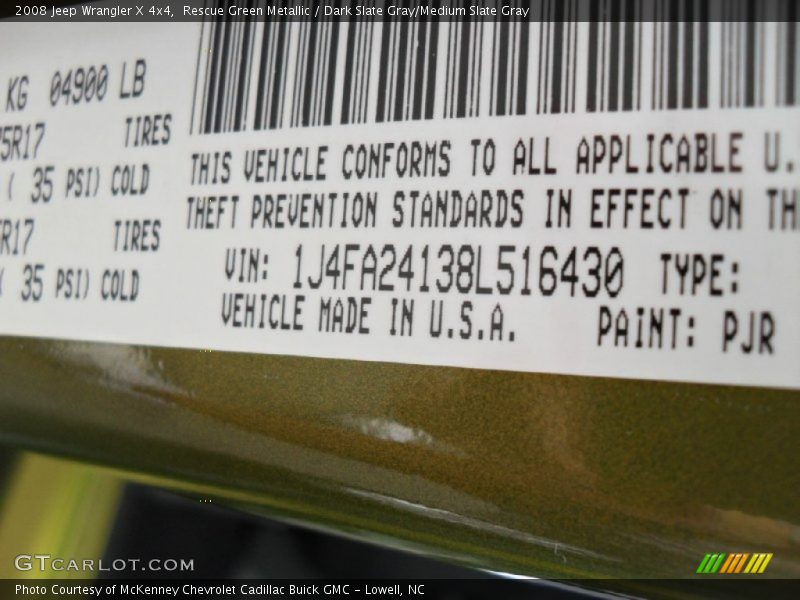 2008 Jeep Wrangler X 4x4, Rescue Green Metallic / Dark Slate Gray/Medium Slate Gray
KG 04900 LB
5R17 TIRES
( 35 PSI) COLD
R17 TIRES
( 35 PSI) COLD
THIS VEHICLE CONFORMS TO ALL APPLICABLE U.
THEFT PREVENTION STANDARDS IN EFFECT ON TH
VIN: 1J4FA24138L516430 TYPE:
VEHICLE MADE IN U.S.A. PAINT: PJR
GTCARLOT.COM
Photo Courtesy of McKenney Chevrolet Cadillac Buick GMC - Lowell, NC